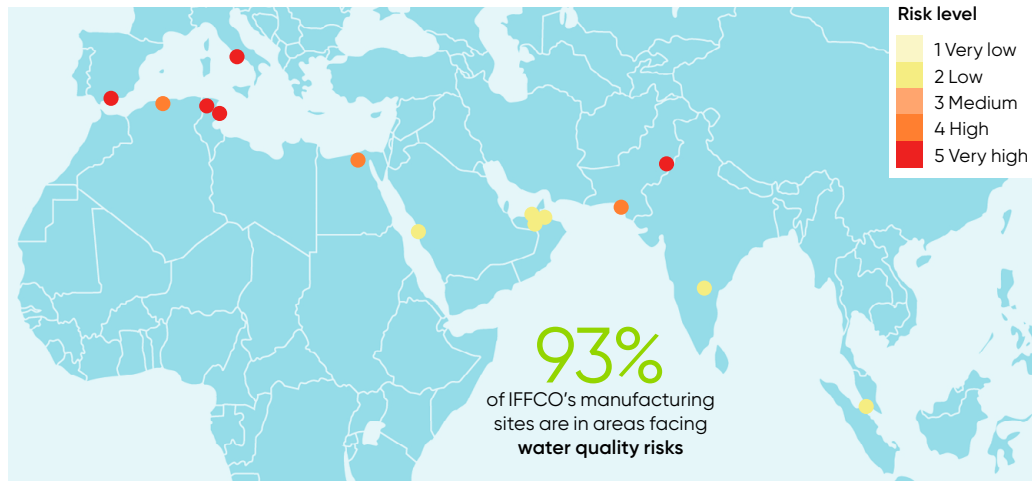 Risk level
1 Very low
2 Low
3 Medium
4 High
5 Very high
93%
of IFFCO's manufacturing
sites are in areas facing
water quality risks